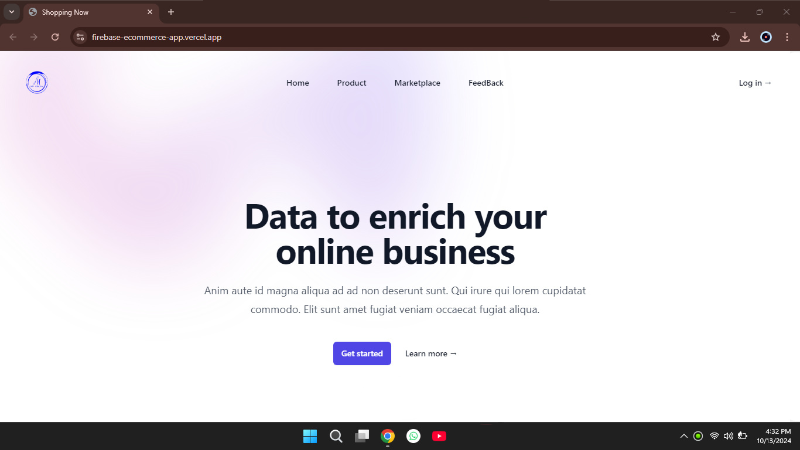 Shopping Now
firebase-ecommerce-app.vercel.app
Home Product Marketplace FeedBack Log in →
Data to enrich your
online business
Anim aute id magna aliqua ad ad non deserunt sunt. Qui irure qui lorem cupidatat
commodo. Elit sunt amet fugiat veniam occaecat fugiat aliqua.
Get started Learn more →
4:32 PM
10/13/2024